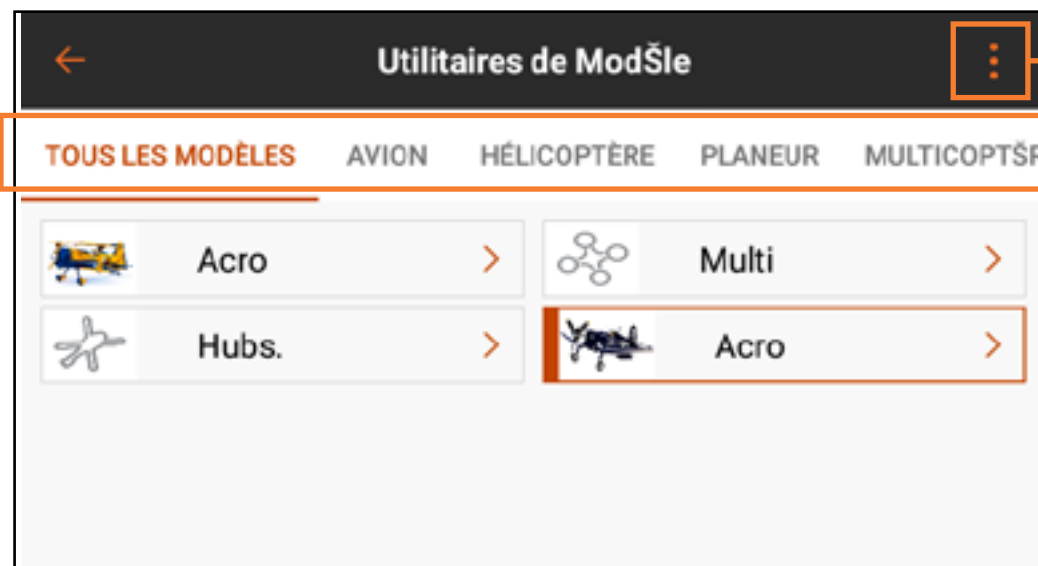 Utilitaires de ModŠle
TOUS LES MODÈLES AVION HÉLICOPTÈRE PLANEUR MULTICOPTŠR
Acro Multi
Hubs. Acro